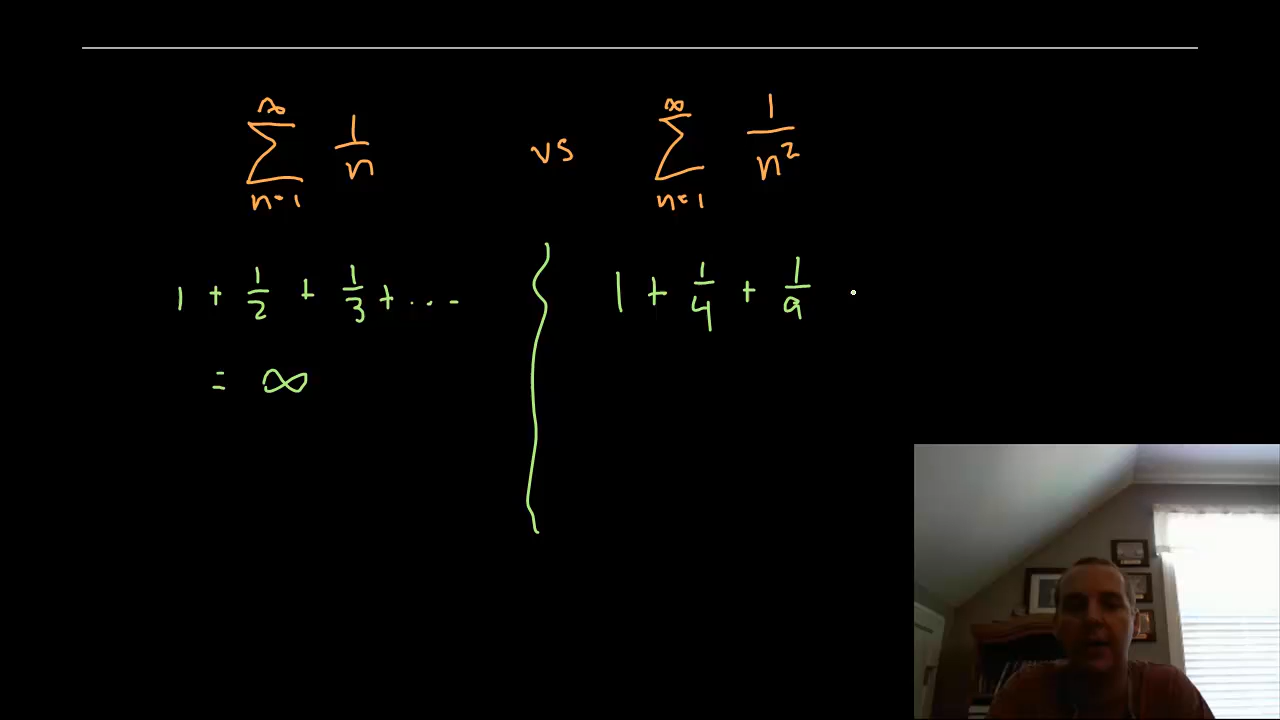 ∞ ∞
∑ 1/n vs ∑ 1/n²
n=1 n=1
1 + 1/2 + 1/3 + ... 1 + 1/4 + 1/9
= ∞